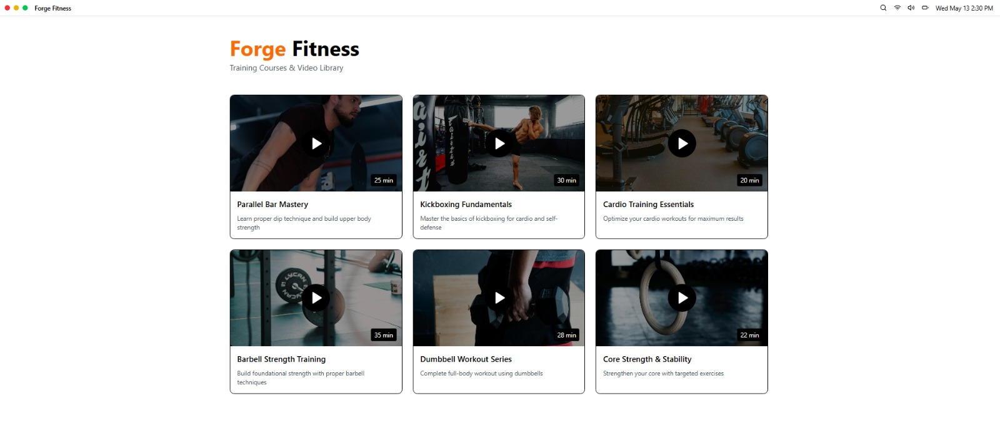 Forge Fitness
Wed May 13 2:30 PM
Forge Fitness
Training Courses & Video Library
25 min
30 min
20 min
Parallel Bar Mastery
Learn proper dip technique and build upper body
strength
Kickboxing Fundamentals
Master the basics of kickboxing for cardio and self-
defense
Cardio Training Essentials
Optimize your cardio workouts for maximum results
LYCAN
35 min
28 min
22 min
Barbell Strength Training
Build foundational strength with proper barbell
techniques
Dumbbell Workout Series
Complete full-body workout using dumbbells
Core Strength & Stability
Strengthen your core with targeted exercises